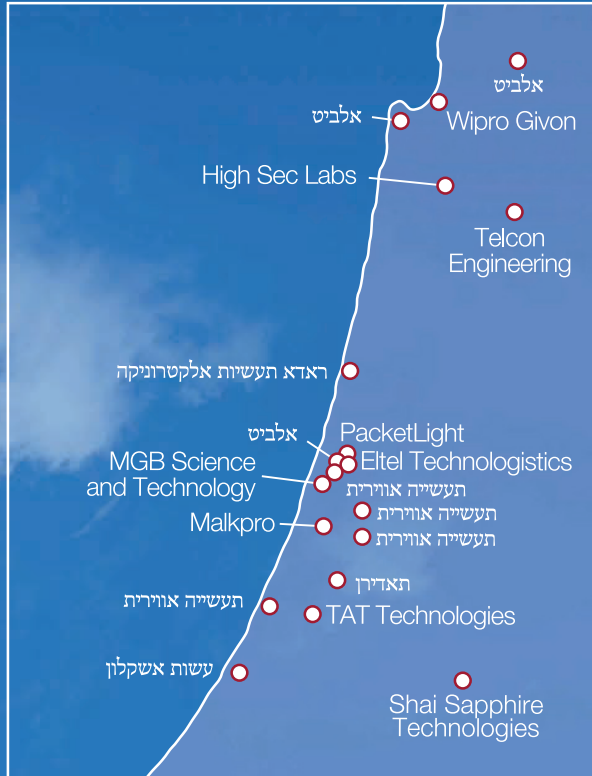 אלביט
Wipro Givon
אלביט
High Sec Labs
Telcon
Engineering
ראדא תעשיות אלקטרוניקה
PacketLight
אלביט
Eltel Technologistics
MGB Science
and Technology
תעשייה אווירית
תעשייה אווירית
Malkpro
תעשייה אווירית
תאדירן
תעשייה אווירית
TAT Technologies
עשות אשקלון
Shai Sapphire
Technologies